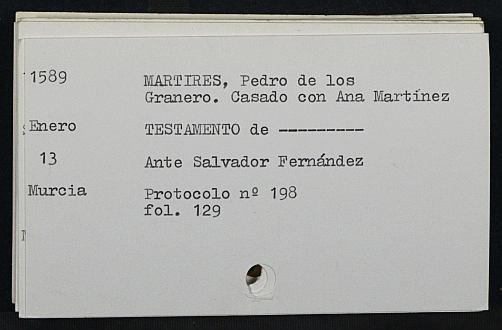 1589 MARTIRES, Pedro de los
Granero. Casado con Ana Martínez
Enero TESTAMENTO de ---------
13 Ante Salvador Fernández
Murcia Protocolo nº 198
fol. 129